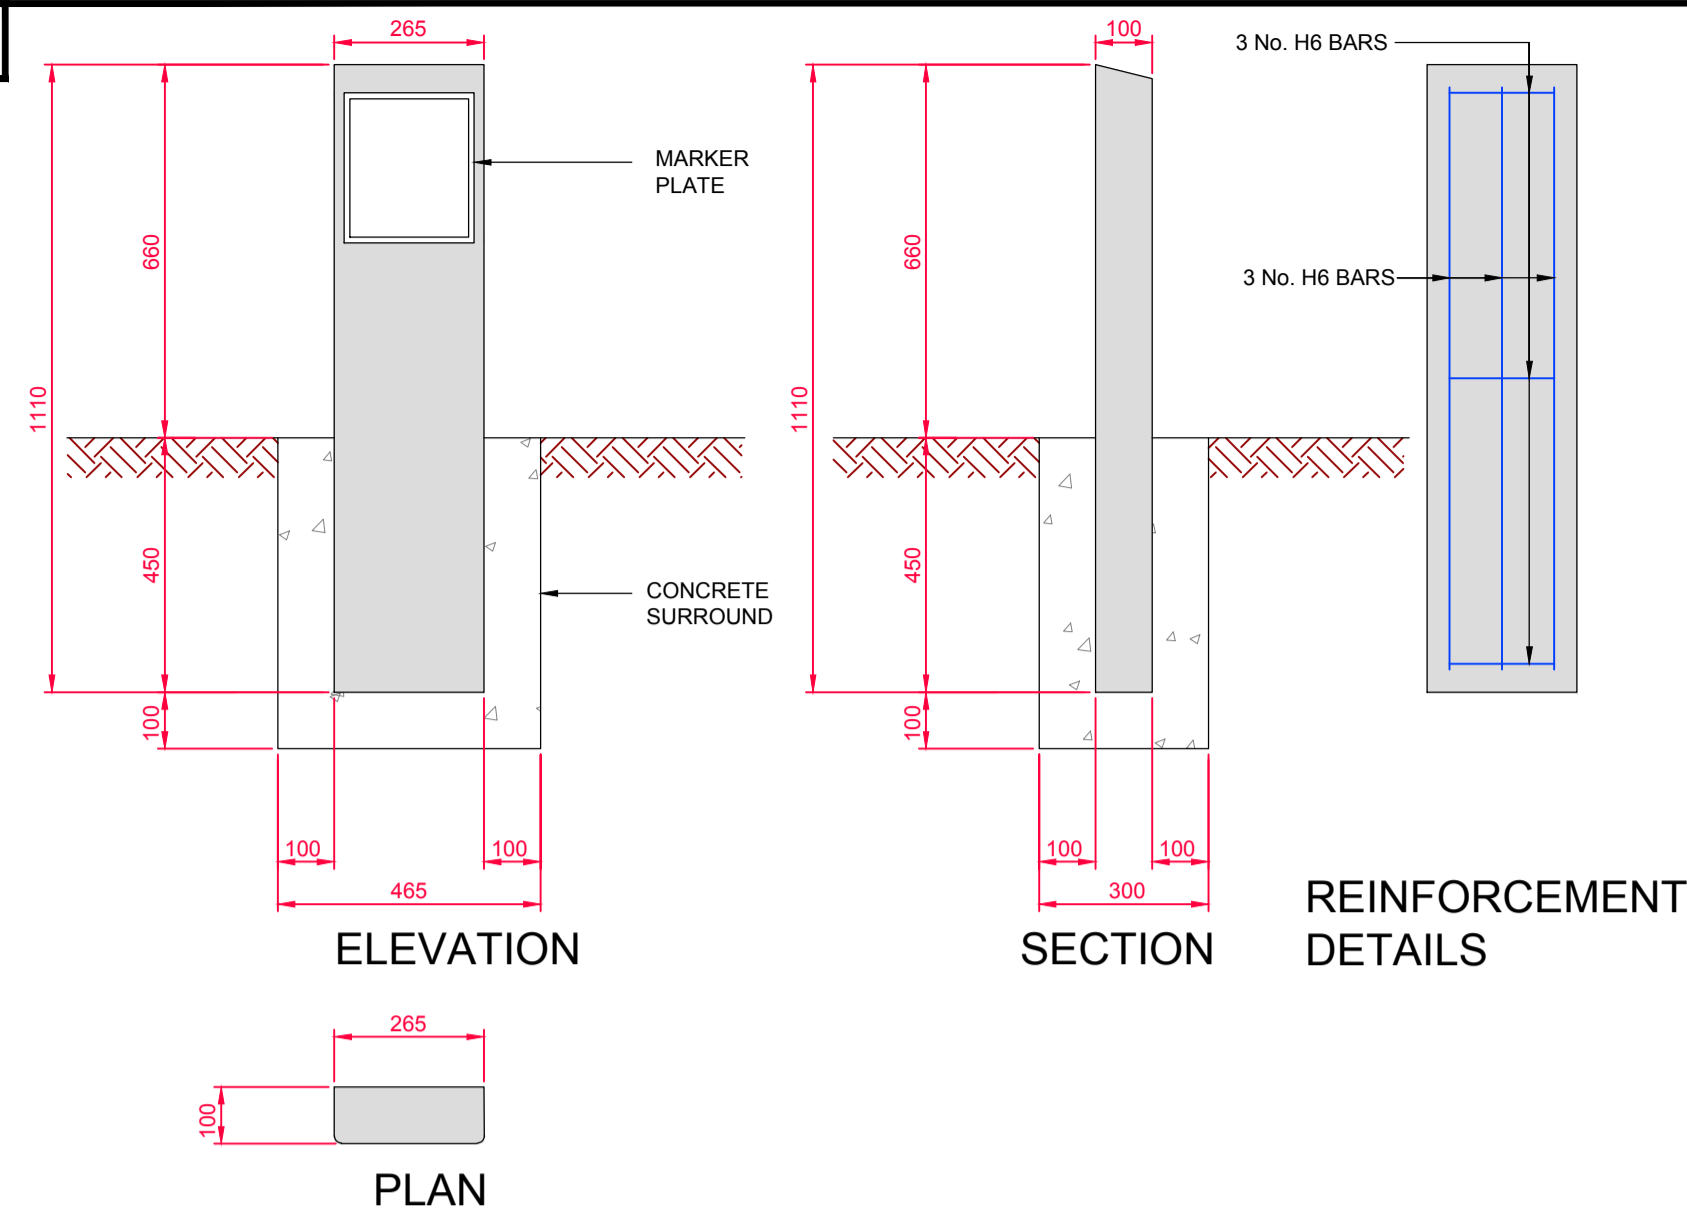 265
100
3 No. H6 BARS
MARKER
PLATE
660
660
3 No. H6 BARS
1110
1110
450
450
CONCRETE
SURROUND
100
100
100
100
100
100
465
300
REINFORCEMENT
DETAILS
ELEVATION
SECTION
265
100
PLAN